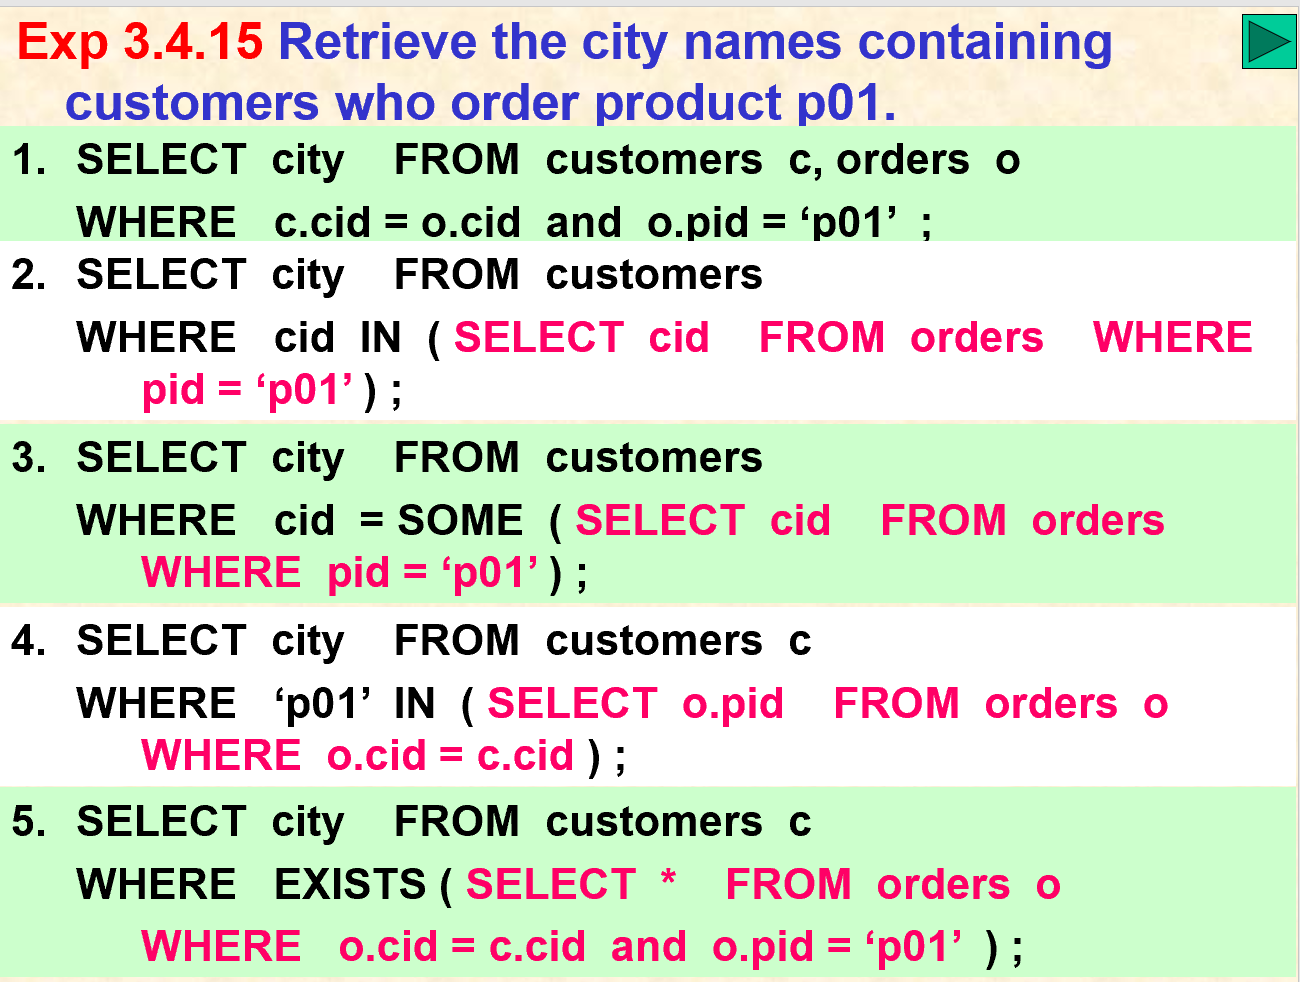 Exp 3.4.15 Retrieve the city names containing
customers who order product p01.
1. SELECT city FROM customers c, orders o
WHERE c.cid = o.cid and o.pid = ‘p01’ ;
2. SELECT city FROM customers
WHERE cid IN ( SELECT cid FROM orders WHERE
pid = ‘p01’ ) ;
3. SELECT city FROM customers
WHERE cid = SOME ( SELECT cid FROM orders
WHERE pid = ‘p01’ ) ;
4. SELECT city FROM customers c
WHERE ‘p01’ IN ( SELECT o.pid FROM orders o
WHERE o.cid = c.cid ) ;
5. SELECT city FROM customers c
WHERE EXISTS ( SELECT * FROM orders o
WHERE o.cid = c.cid and o.pid = ‘p01’ ) ;